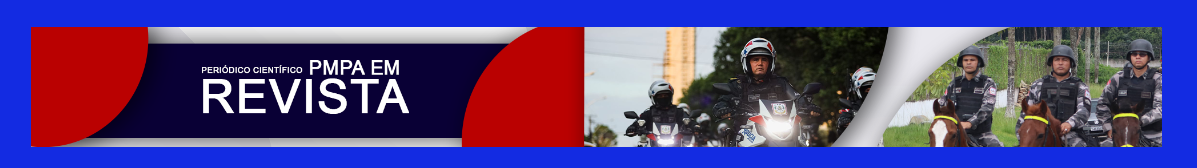 PERIÓDICO CIENTÍFICO PMPA EM
REVISTA